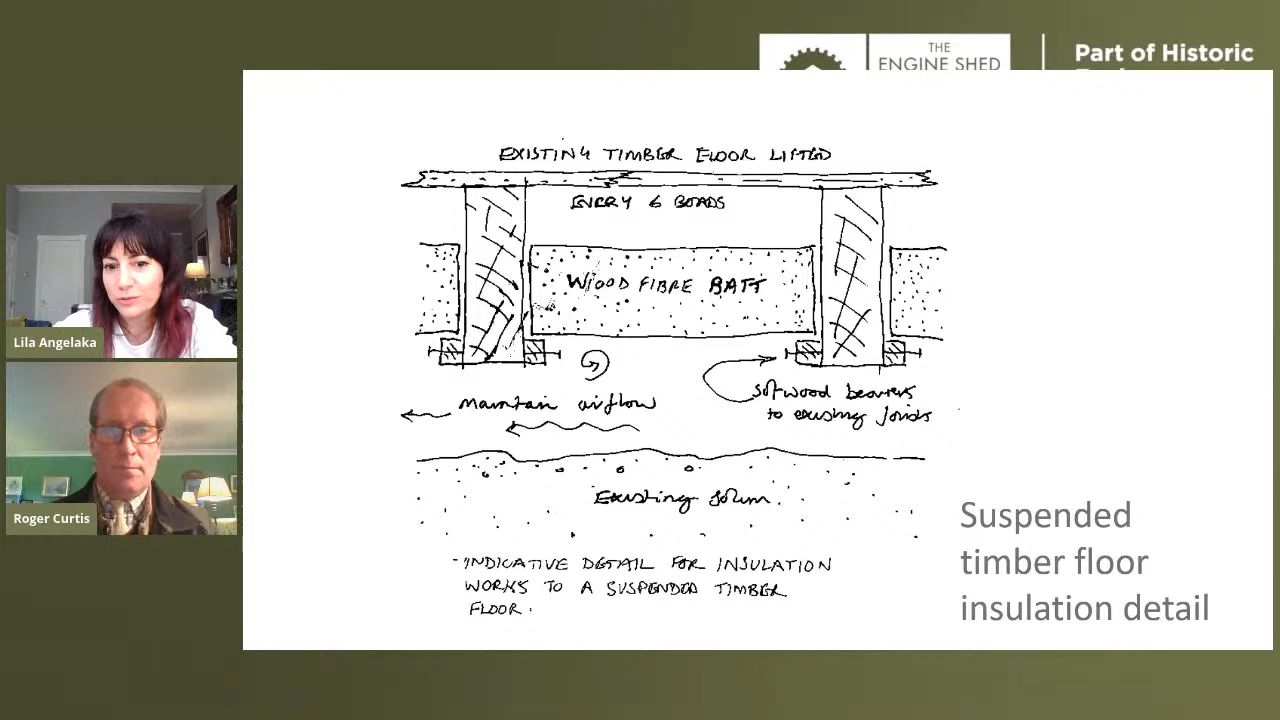 THE
ENGINE SHED
Part of Historic
EXISTING TIMBER FLOOR LIFTED
EVERY 6 BOADS
WOOD FIBRE BATT
Lila Angelaka
maintain airflow
softwood bearers
to existing joists
Existing solum.
Roger Curtis
Suspended
timber floor
insulation detail
- INDICATIVE DETAIL FOR INSULATION
WORKS TO A SUSPENDED TIMBER
FLOOR.